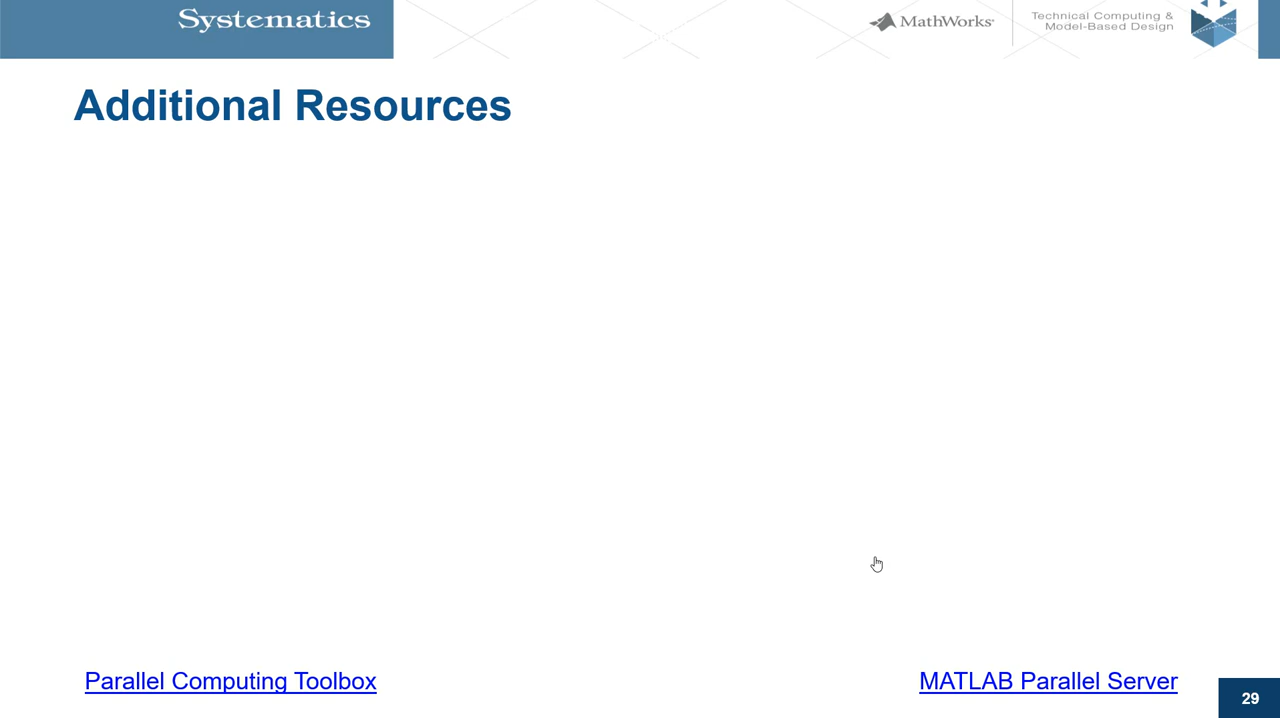 Systematics
MathWorks
Technical Computing &
Model-Based Design
Additional Resources
Parallel Computing Toolbox
MATLAB Parallel Server
29